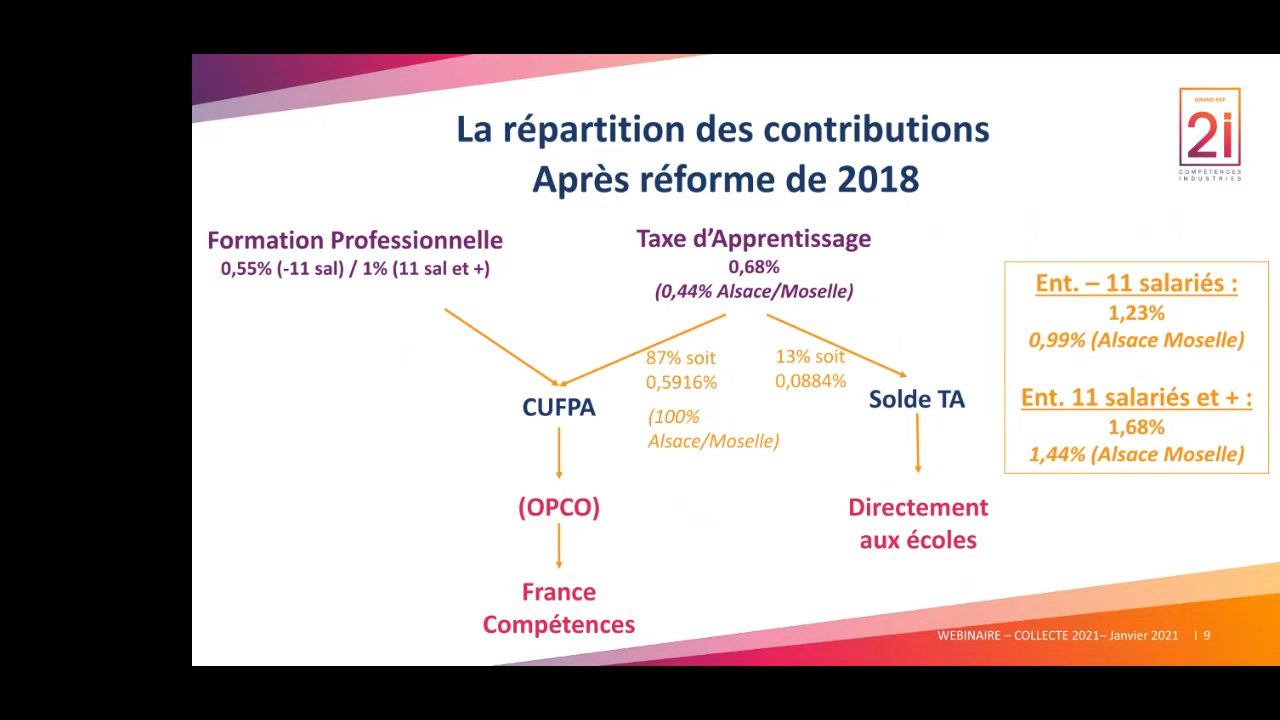 GRAND EST
2i
COMPÉTENCES
INDUSTRIES
La répartition des contributions
Après réforme de 2018
Formation Professionnelle
0,55% (-11 sal) / 1% (11 sal et +)
Taxe d’Apprentissage
0,68%
(0,44% Alsace/Moselle)
87% soit
0,5916%
(100%
Alsace/Moselle)
13% soit
0,0884%
CUFPA
Solde TA
(OPCO)
Directement
aux écoles
France
Compétences
Ent. – 11 salariés :
1,23%
0,99% (Alsace Moselle)
Ent. 11 salariés et + :
1,68%
1,44% (Alsace Moselle)
WEBINAIRE – COLLECTE 2021– Janvier 2021 I 9